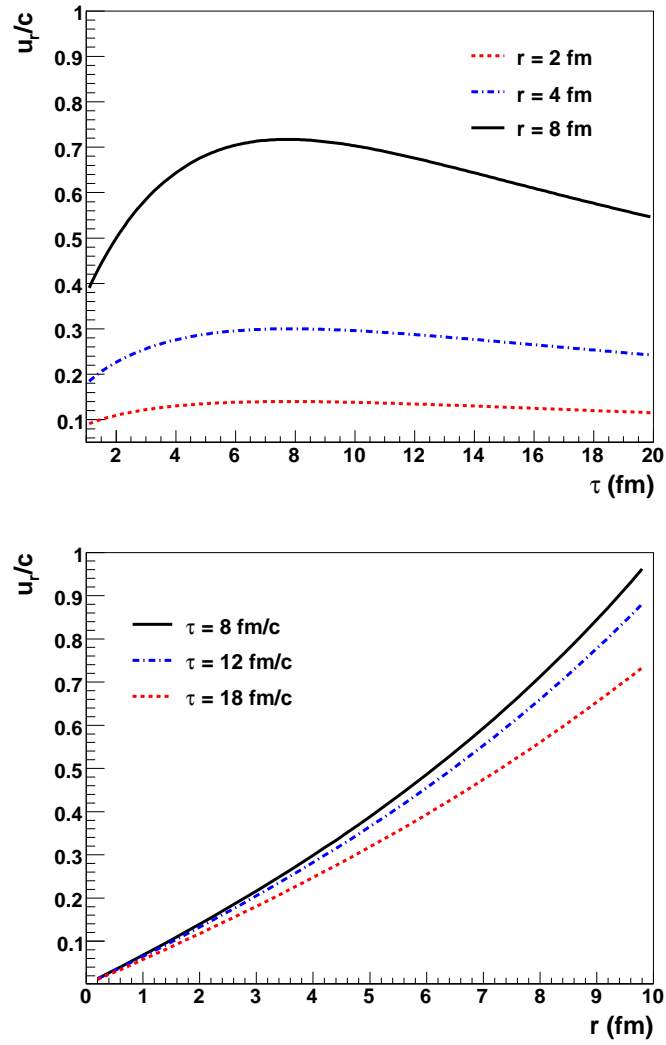 u_r/c
1
0.9
0.8
0.7
0.6
0.5
0.4
0.3
0.2
0.1
r = 2 fm
r = 4 fm
r = 8 fm
2 4 6 8 10 12 14 16 18 20
τ (fm)
u_r/c
1
0.9
0.8
0.7
0.6
0.5
0.4
0.3
0.2
0.1
τ = 8 fm/c
τ = 12 fm/c
τ = 18 fm/c
0 1 2 3 4 5 6 7 8 9 10
r (fm)